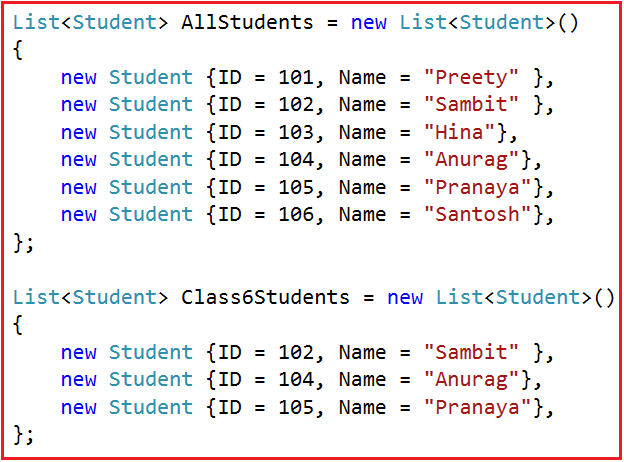 List<Student> AllStudents = new List<Student>()
{
    new Student {ID = 101, Name = "Preety" },
    new Student {ID = 102, Name = "Sambit" },
    new Student {ID = 103, Name = "Hina"},
    new Student {ID = 104, Name = "Anurag"},
    new Student {ID = 105, Name = "Pranaya"},
    new Student {ID = 106, Name = "Santosh"},
};
List<Student> Class6Students = new List<Student>()
{
    new Student {ID = 102, Name = "Sambit" },
    new Student {ID = 104, Name = "Anurag"},
    new Student {ID = 105, Name = "Pranaya"},
};